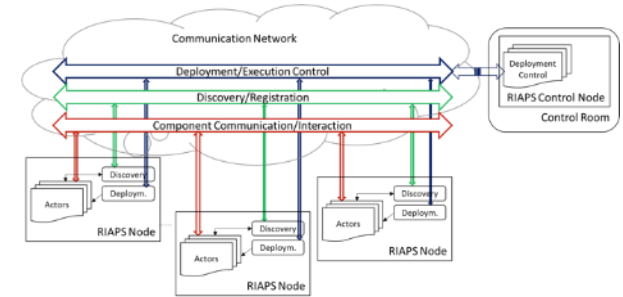 Communication Network
Deployment/Execution Control
Deployment
Control
RIAPS Control Node
Control Room
Discovery/Registration
Component Communication/Interaction
Discovery
Deploym.
Actors
RIAPS Node
Discovery
Deploym.
Actors
RIAPS Node
Discovery
Deploym.
Actors
RIAPS Node